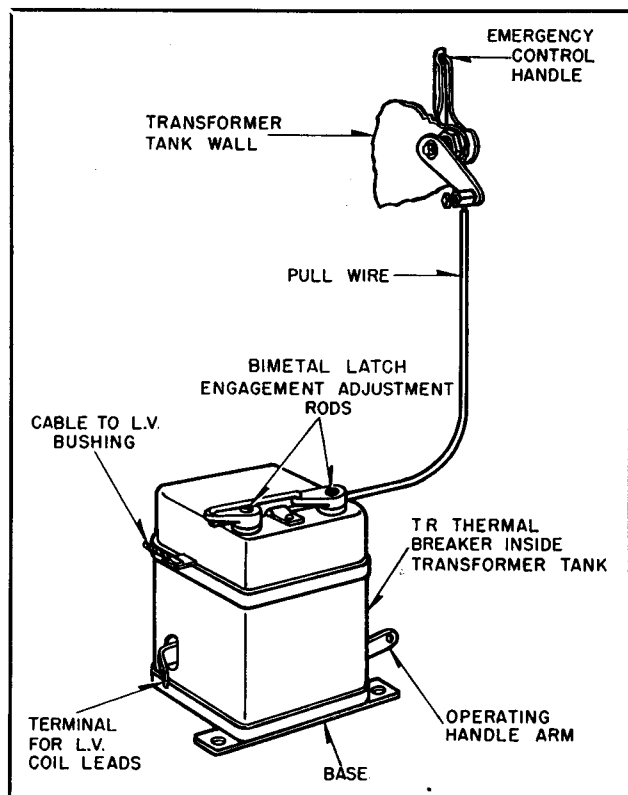 EMERGENCY
CONTROL
HANDLE
TRANSFORMER
TANK WALL
PULL WIRE
BIMETAL LATCH
ENGAGEMENT ADJUSTMENT
RODS
CABLE TO L.V.
BUSHING
TR THERMAL
BREAKER INSIDE
TRANSFORMER TANK
TERMINAL
FOR L.V.
COIL LEADS
OPERATING
HANDLE ARM
BASE